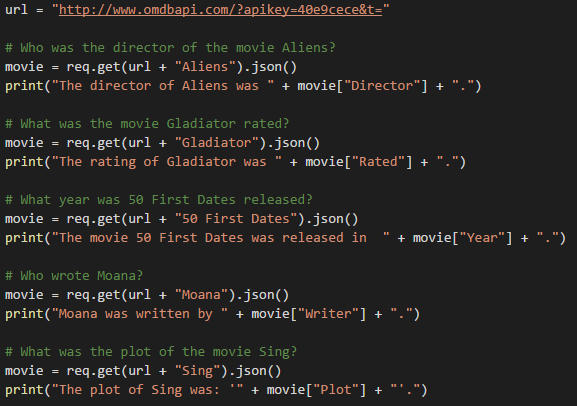 url = "http://www.omdbapi.com/?apikey=40e9cece&t="
# Who was the director of the movie Aliens?
movie = req.get(url + "Aliens").json()
print("The director of Aliens was " + movie["Director"] + ".")
# What was the movie Gladiator rated?
movie = req.get(url + "Gladiator").json()
print("The rating of Gladiator was " + movie["Rated"] + ".")
# What year was 50 First Dates released?
movie = req.get(url + "50 First Dates").json()
print("The movie 50 First Dates was released in  " + movie["Year"] + ".")
# Who wrote Moana?
movie = req.get(url + "Moana").json()
print("Moana was written by " + movie["Writer"] + ".")
# What was the plot of the movie Sing?
movie = req.get(url + "Sing").json()
print("The plot of Sing was: '" + movie["Plot"] + "'.")